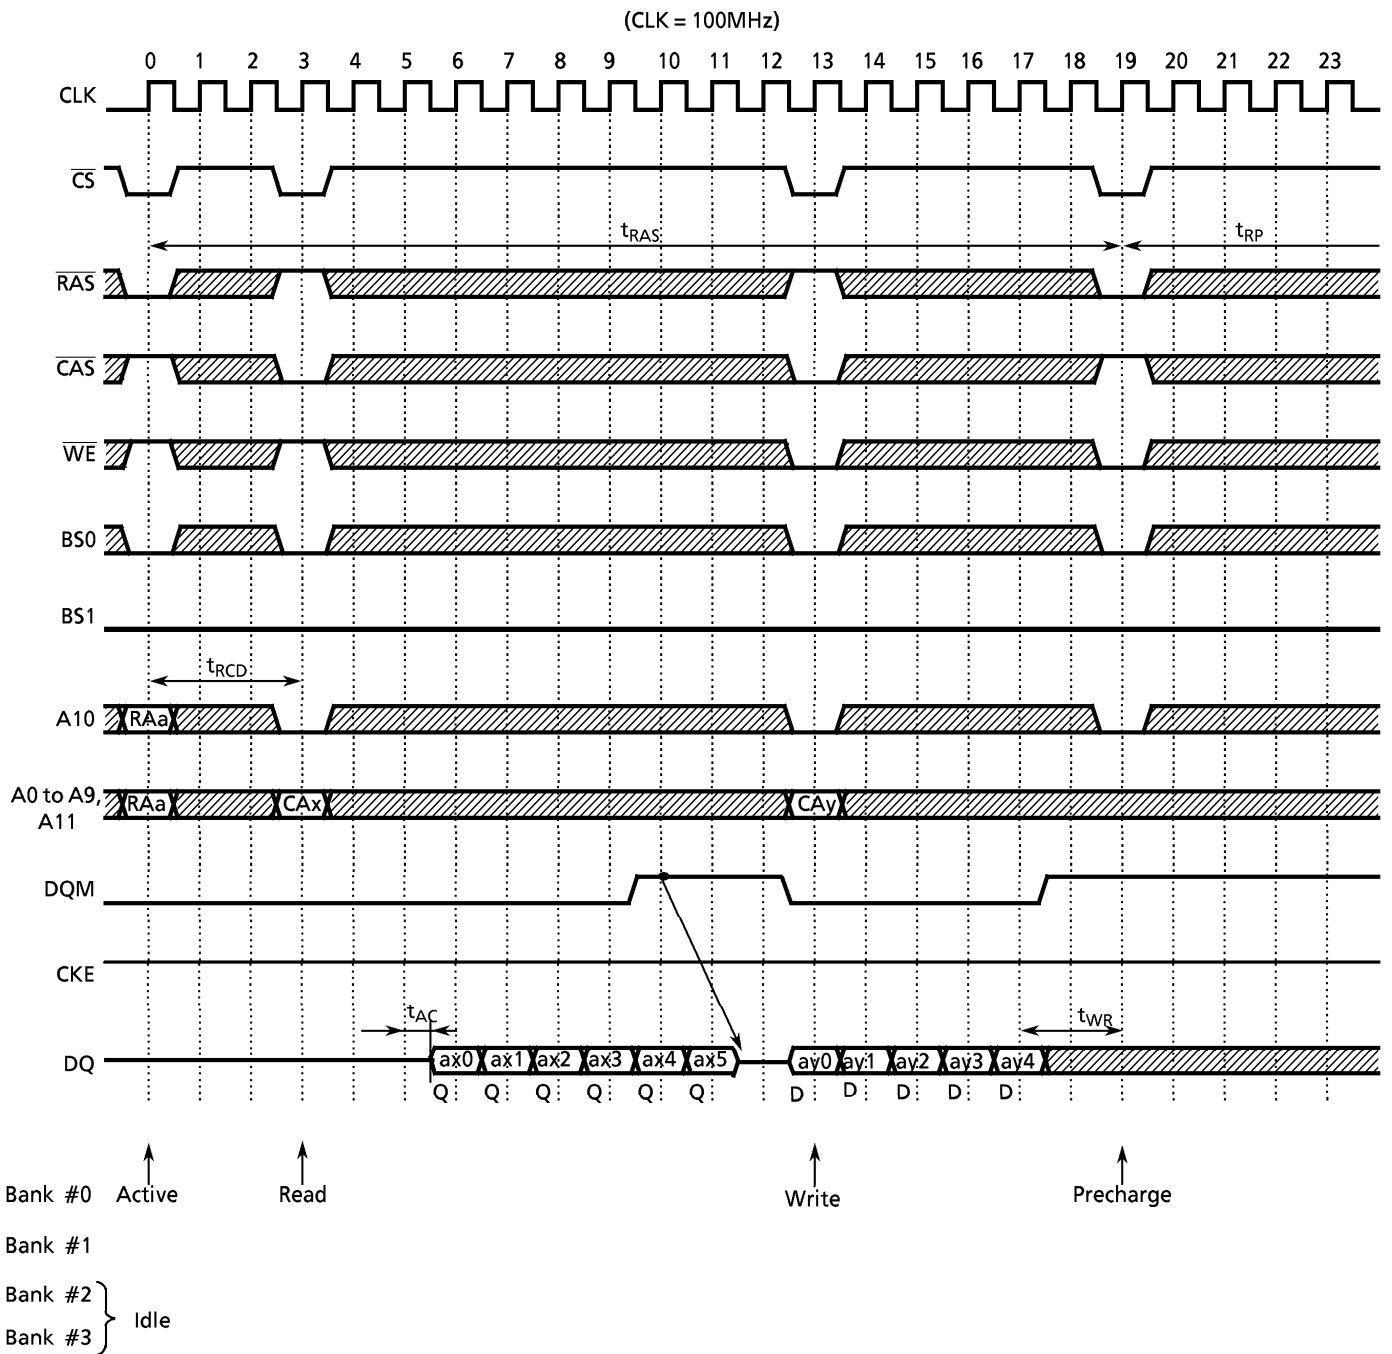 (CLK = 100MHz)
0 1 2 3 4 5 6 7 8 9 10 11 12 13 14 15 16 17 18 19 20 21 22 23
CLK
CS
tRAS tRP
RAS
CAS
WE
BS0
BS1
tRCD
A10 RAa
A0 to A9, RAa CAx CAy
A11
DQM
CKE
tAC tWR
DQ ax0 ax1 ax2 ax3 ax4 ax5 ay0 ay1 ay2 ay3 ay4
Q Q Q Q Q Q D D D D D
Bank #0 Active Read Write Precharge
Bank #1
Bank #2
Idle
Bank #3